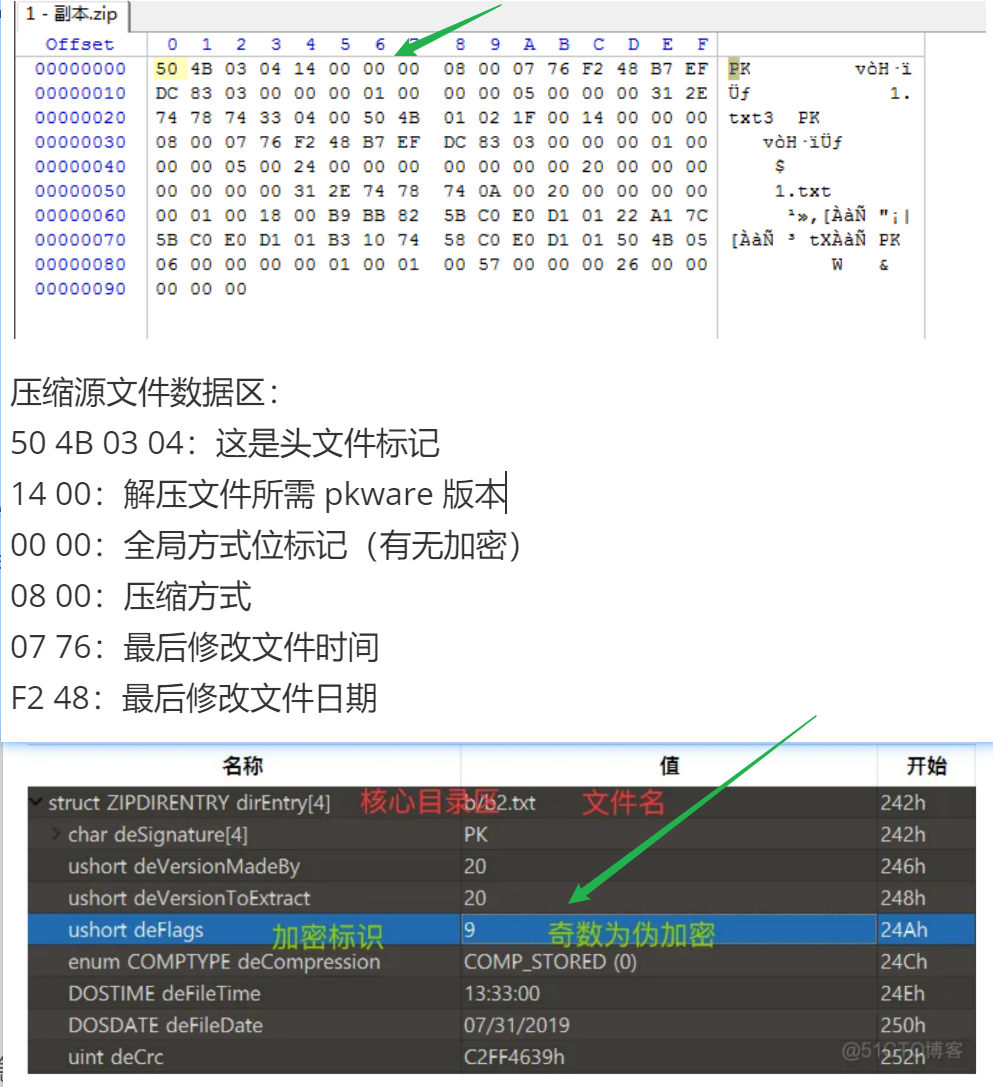 1 - 副本.zip
Offset 0 1 2 3 4 5 6 7 8 9 A B C D E F
00000000 50 4B 03 04 14 00 00 00 08 00 07 76 F2 48 B7 EF PK vòH·ï
00000010 DC 83 03 00 00 00 01 00 00 00 05 00 00 00 31 2E Üƒ 1.
00000020 74 78 74 33 04 00 50 4B 01 02 1F 00 14 00 00 00 txt3 PK
00000030 08 00 07 76 F2 48 B7 EF DC 83 03 00 00 00 01 00 vòH·ïÜƒ
00000040 00 00 05 00 24 00 00 00 00 00 00 00 20 00 00 00 $
00000050 00 00 00 00 31 2E 74 78 74 0A 00 20 00 00 00 00 1.txt
00000060 00 01 00 18 00 B9 BB 82 5B C0 E0 D1 01 22 A1 7C ¹»‚[ÀàÑ "¡|
00000070 5B C0 E0 D1 01 B3 10 74 58 C0 E0 D1 01 50 4B 05 [ÀàÑ ³ tXÀàÑ PK
00000080 06 00 00 00 00 01 00 01 00 57 00 00 00 26 00 00 W &
00000090 00 00 00
压缩源文件数据区：
50 4B 03 04：这是头文件标记
14 00：解压文件所需 pkware 版本
00 00：全局方式位标记（有无加密）
08 00：压缩方式
07 76：最后修改文件时间
F2 48：最后修改文件日期
名称 值 开始
struct ZIPDIRENTRY dirEntry[4] 核心目录区 b/b2.txt 文件名 242h
char deSignature[4] PK 242h
ushort deVersionMadeBy 20 246h
ushort deVersionToExtract 20 248h
ushort deFlags 加密标识 9 奇数为伪加密 24Ah
enum COMPTYPE deCompression COMP_STORED (0) 24Ch
DOSTIME deFileTime 13:33:00 24Eh
DOSDATE deFileDate 07/31/2019 250h
uint deCrc C2FF4639h 252h
@51CTO博客